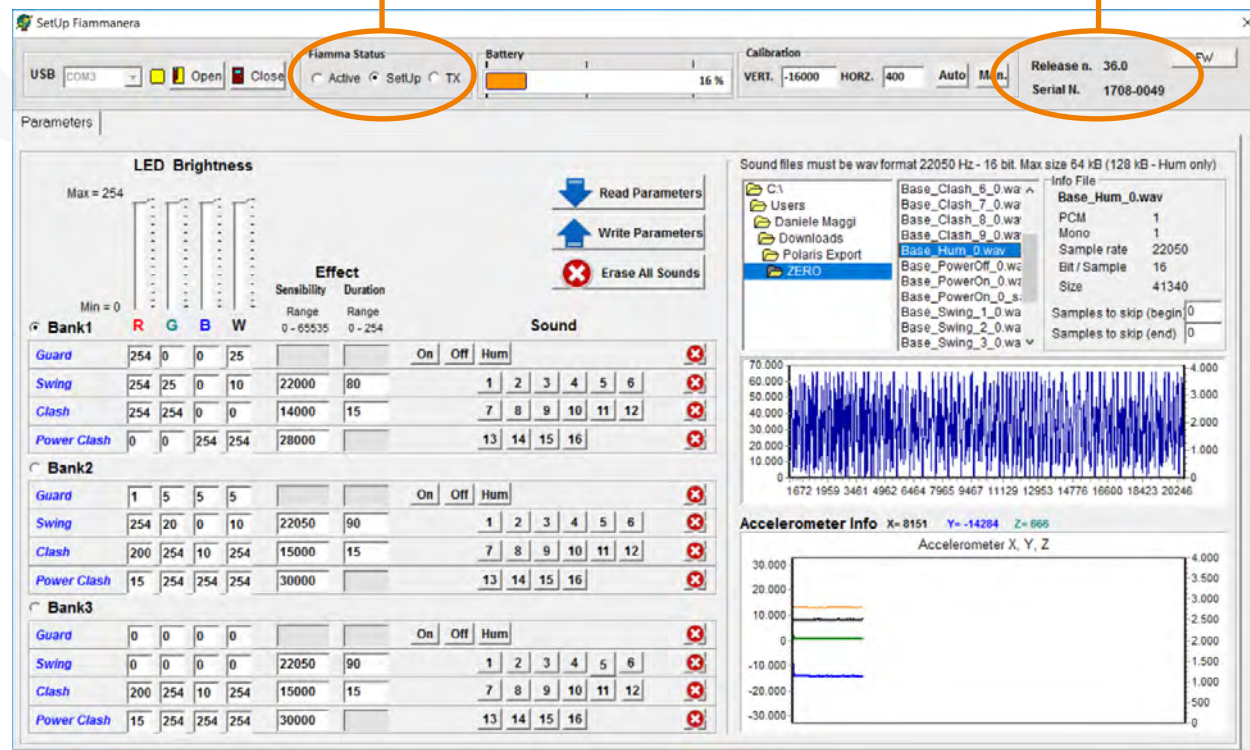 SetUp Fiammanera
USB COM3 Open Close
Fiamma Status
Active SetUp TX
Battery
16 %
Calibration
VERT. -16000 HORZ. 400 Auto Man.
Release n. 36.0
Serial N. 1708-0049
FW
Parameters
LED Brightness
Max = 254
Min = 0
Read Parameters
Write Parameters
Erase All Sounds
Effect
Sensibility Duration
Range Range
0 - 65535 0 - 254
Sound
Bank1 R G B W
Guard 254 0 0 25 On Off Hum
Swing 254 25 0 10 22000 80 1 2 3 4 5 6
Clash 254 254 0 0 14000 15 7 8 9 10 11 12
Power Clash 0 0 254 254 28000 13 14 15 16
Bank2
Guard 1 5 5 5 On Off Hum
Swing 254 20 0 10 22050 90 1 2 3 4 5 6
Clash 200 254 10 254 15000 15 7 8 9 10 11 12
Power Clash 15 254 254 254 30000 13 14 15 16
Bank3
Guard 0 0 0 0 On Off Hum
Swing 0 0 0 0 22050 90 1 2 3 4 5 6
Clash 200 254 10 254 15000 15 7 8 9 10 11 12
Power Clash 15 254 254 254 30000 13 14 15 16
Sound files must be wav format 22050 Hz - 16 bit. Max size 64 kB (128 kB - Hum only)
C:\
Users
Daniele Maggi
Downloads
Polaris Export
ZERO
Base_Clash_6_0.wa
Base_Clash_7_0.wa
Base_Clash_8_0.wa
Base_Clash_9_0.wa
Base_Hum_0.wav
Base_PowerOff_0.wa
Base_PowerOn_0.wa
Base_PowerOn_0_s
Base_Swing_1_0.wa
Base_Swing_2_0.wa
Base_Swing_3_0.wa
Info File
Base_Hum_0.wav
PCM 1
Mono 1
Sample rate 22050
Bit / Sample 16
Size 41340
Samples to skip (begin) 0
Samples to skip (end) 0
70.000
60.000
50.000
40.000
30.000
20.000
10.000
0
4.000
3.000
2.000
1.000
0
1672 1959 3461 4962 6464 7965 9467 11129 12953 14776 16600 18423 20246
Accelerometer Info X= 8151 Y= -14284 Z= 666
Accelerometer X, Y, Z
30.000
20.000
10.000
0
-10.000
-20.000
-30.000
4.000
3.500
3.000
2.500
2.000
1.500
1.000
500
0